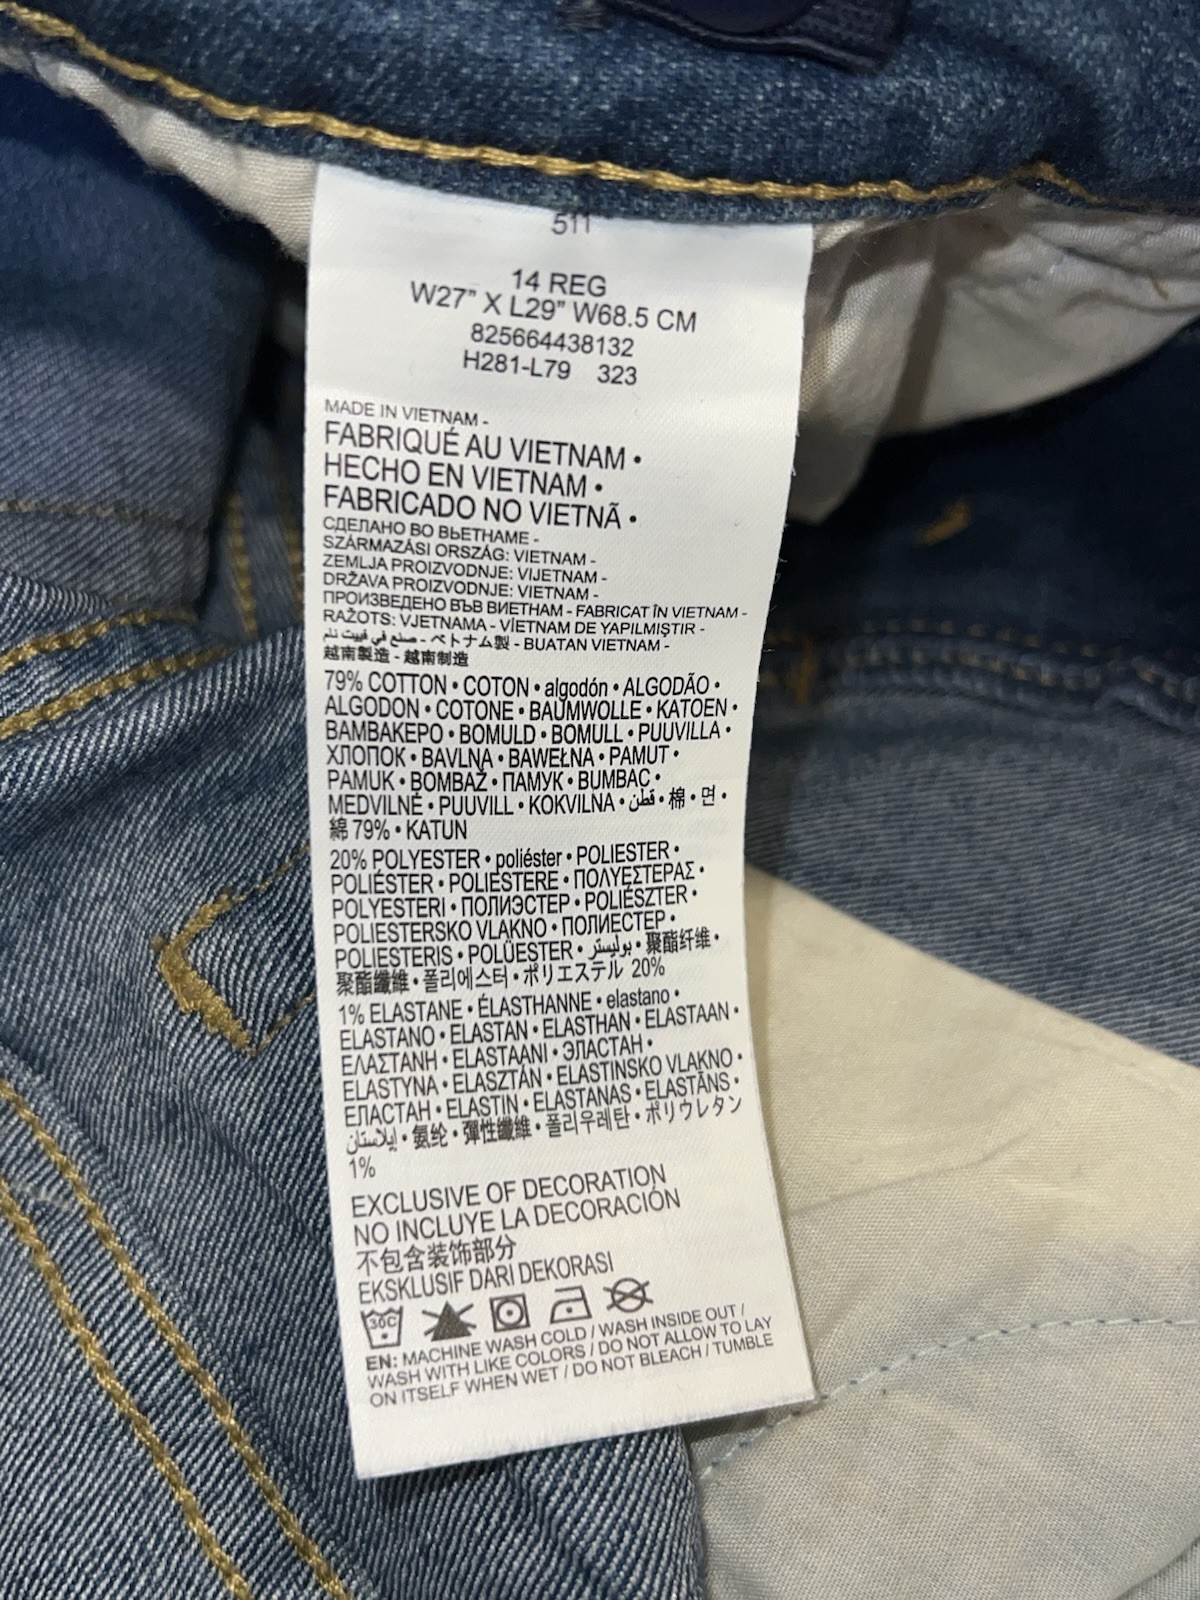 511
14 REG
W27" X L29" W68.5 CM
825664438132
H281-L79 323
MADE IN VIETNAM -
FABRIQUÉ AU VIETNAM •
HECHO EN VIETNAM •
FABRICADO NO VIETNÃ •
СДЕЛАНО ВО ВЬЕТНАМЕ -
SZÁRMAZÁSI ORSZÁG: VIETNAM -
ZEMLJA PROIZVODNJE: VIJETNAM -
DRŽAVA PROIZVODNJE: VIETNAM -
ПРОИЗВЕДЕНО ВЪВ ВИЕТНАМ - FABRICAT ÎN VIETNAM -
RAŽOTS: VJETNAMA - VİETNAM DE YAPILMIŞTIR -
صنع في فييت نام - ベトナム製 - BUATAN VIETNAM -
越南製造 - 越南制造
79% COTTON • COTON • algodón • ALGODÃO •
ALGODON • COTONE • BAUMWOLLE • KATOEN •
ΒΑΜΒΑΚΕΡΟ • BOMULD • BOMULL • PUUVILLA •
ХЛОПОК • BAVLNA • BAWEŁNA • PAMUT •
PAMUK • BOMBAŽ • ПАМУК • BUMBAC •
MEDVILNĖ • PUUVILL • KOKVILNA • قطن • 棉 • 면 •
綿 79% • KATUN
20% POLYESTER • poliéster • POLIESTER •
POLIÉSTER • POLIESTERE • ΠΟΛΥΕΣΤΕΡΑΣ •
POLYESTERI • ПОЛИЭСТЕР • POLIÉSZTER •
POLIESTERSKO VLAKNO • ПОЛИЕСТЕР •
POLIESTERIS • POLÜESTER • بوليستر • 聚酯纤维 •
聚酯纖維 • 폴리에스터 • ポリエステル 20%
1% ELASTANE • ÉLASTHANNE • elastano •
ELASTANO • ELASTAN • ELASTHAN • ELASTAAN •
ΕΛΑΣΤΑΝΗ • ELASTAANI • ЭЛАСТАН •
ELASTYNA • ELASZTÁN • ELASTINSKO VLAKNO •
ЕЛАСТАН • ELASTIN • ELASTANAS • ELASTĀNS •
إيلاستان • 氨纶 • 彈性纖維 • 폴리우레탄 • ポリウレタン
1%
EXCLUSIVE OF DECORATION
NO INCLUYE LA DECORACIÓN
不包含装饰部分
EKSKLUSIF DARI DEKORASI
30C
EN: MACHINE WASH COLD / WASH INSIDE OUT /
WASH WITH LIKE COLORS / DO NOT ALLOW TO LAY
ON ITSELF WHEN WET / DO NOT BLEACH / TUMBLE